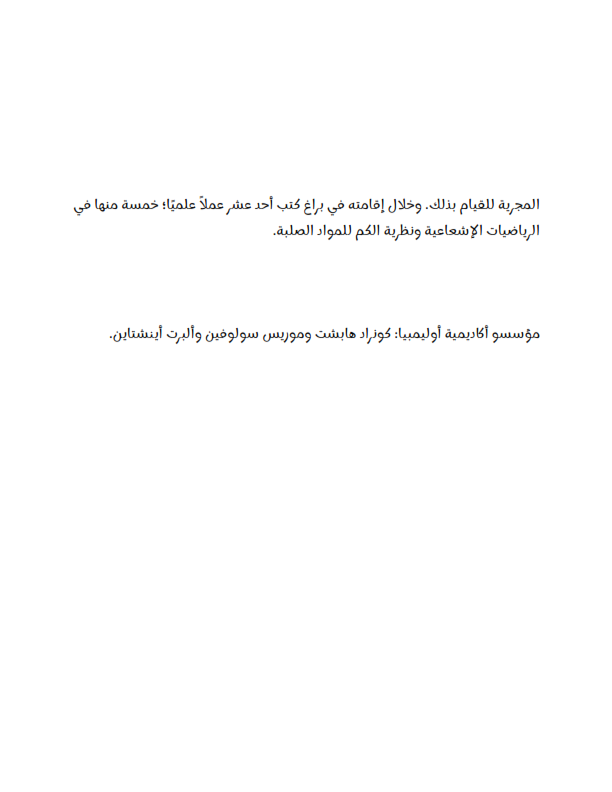 المجرية للقيام بذلك. وخلال إقامته في براغ كتب أحد عشر عملاً علميًا؛ خمسة منها في
الرياضيات الإشعاعية ونظرية الكم للمواد الصلبة.
مؤسسو أكاديمية أوليمبيا: كونراد هابشت وموريس سولوفين وألبرت أينشتاين.